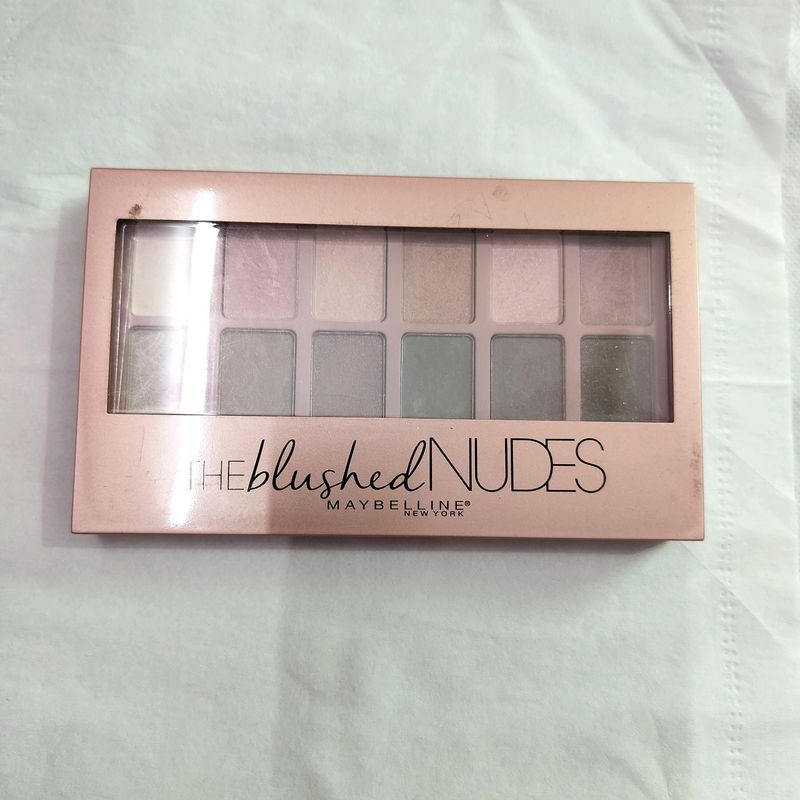 THE blushed NUDES
MAYBELLINE®
NEW YORK